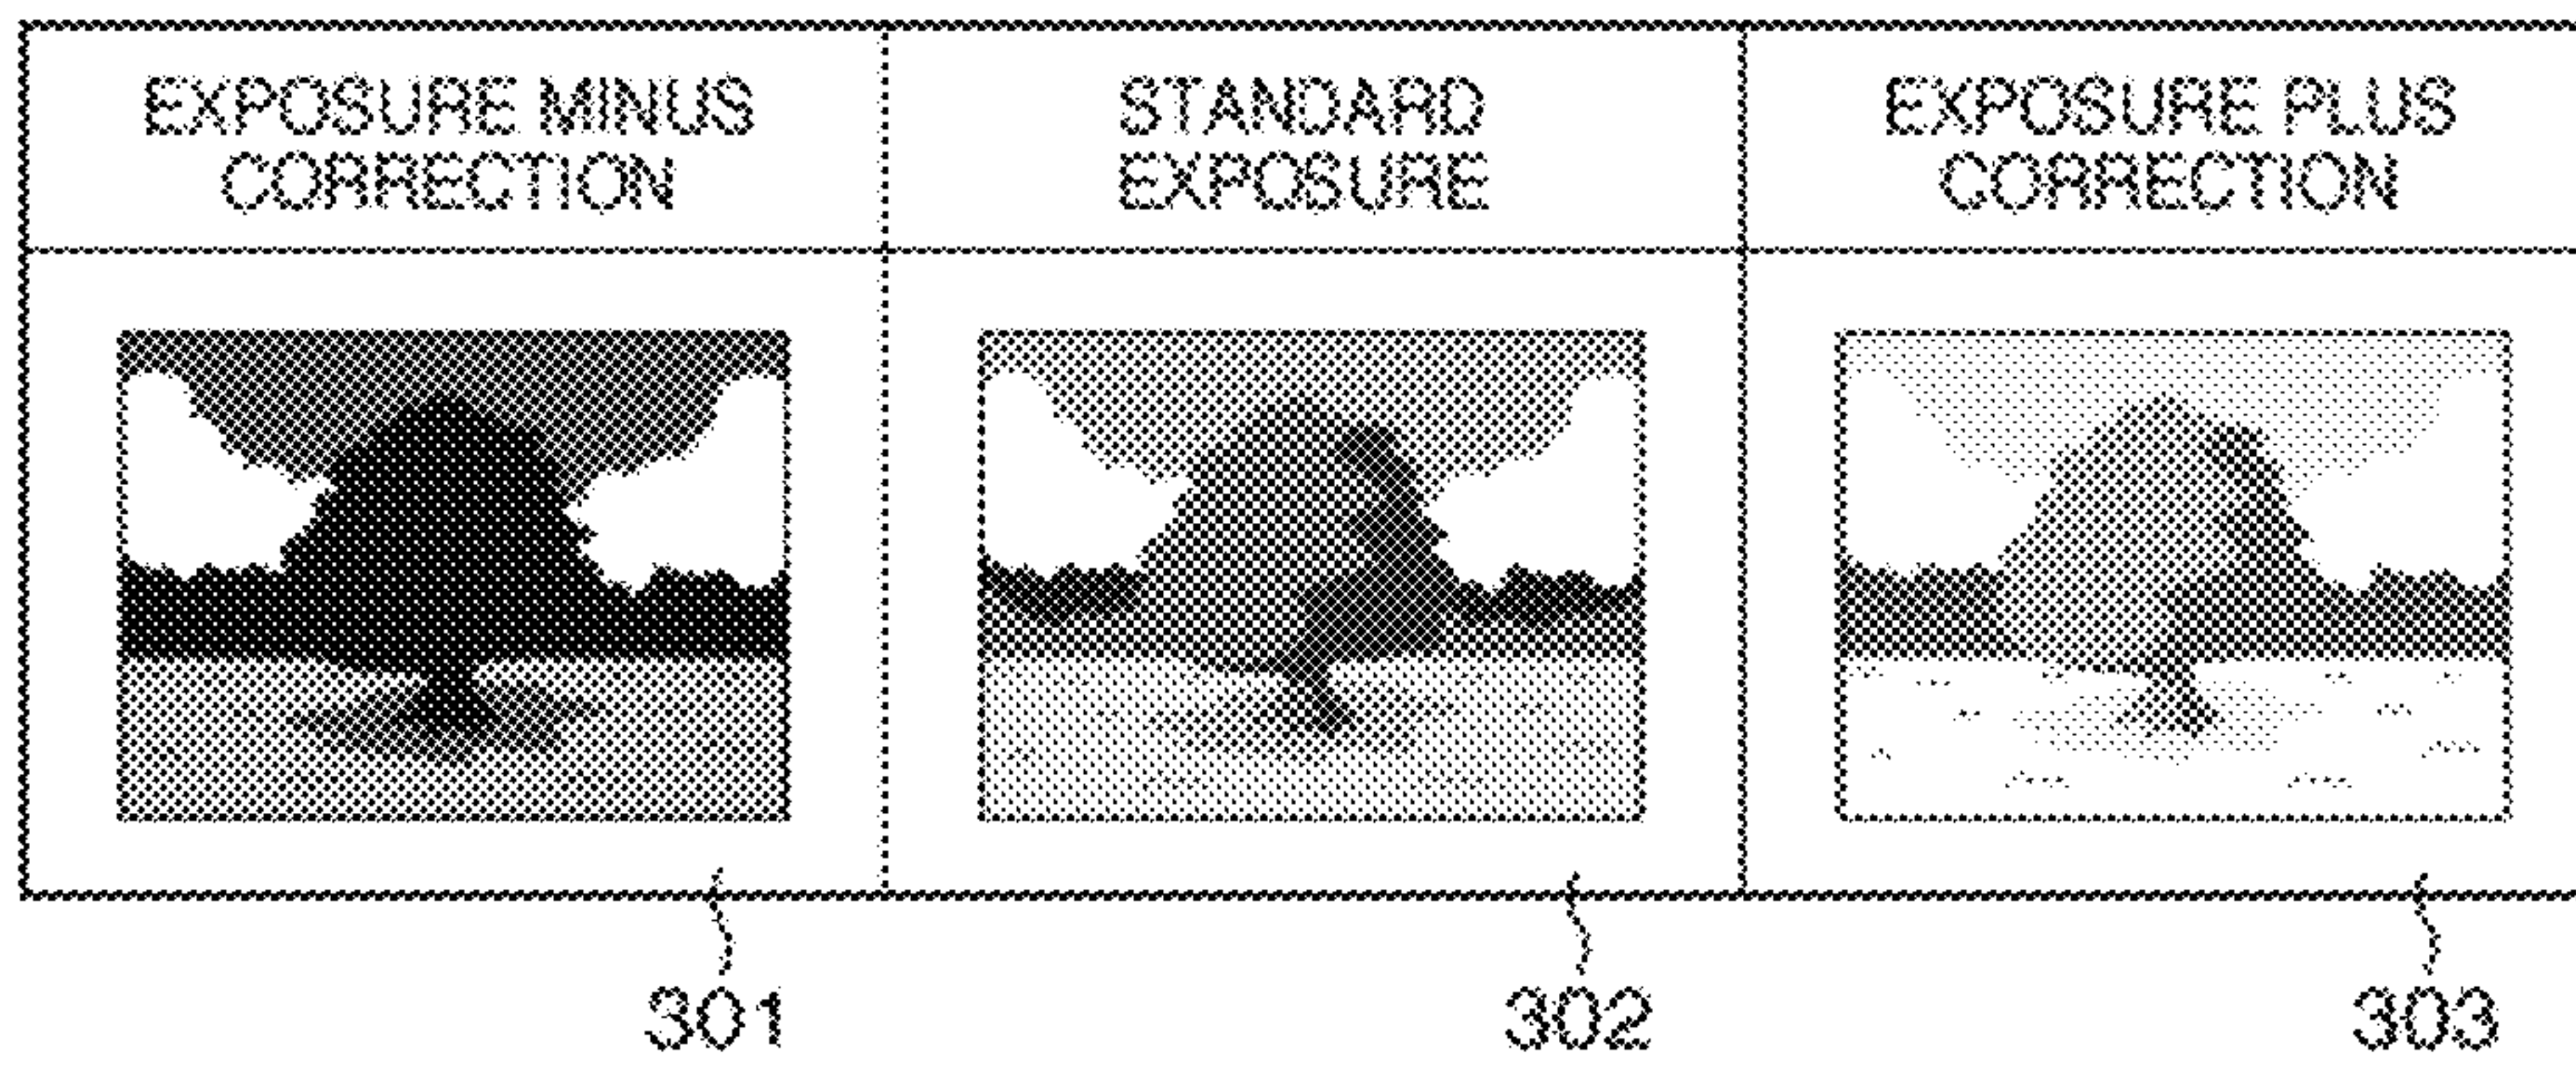 EXPOSURE MINUS
CORRECTION
STANDARD
EXPOSURE
EXPOSURE PLUS
CORRECTION
301
302
303